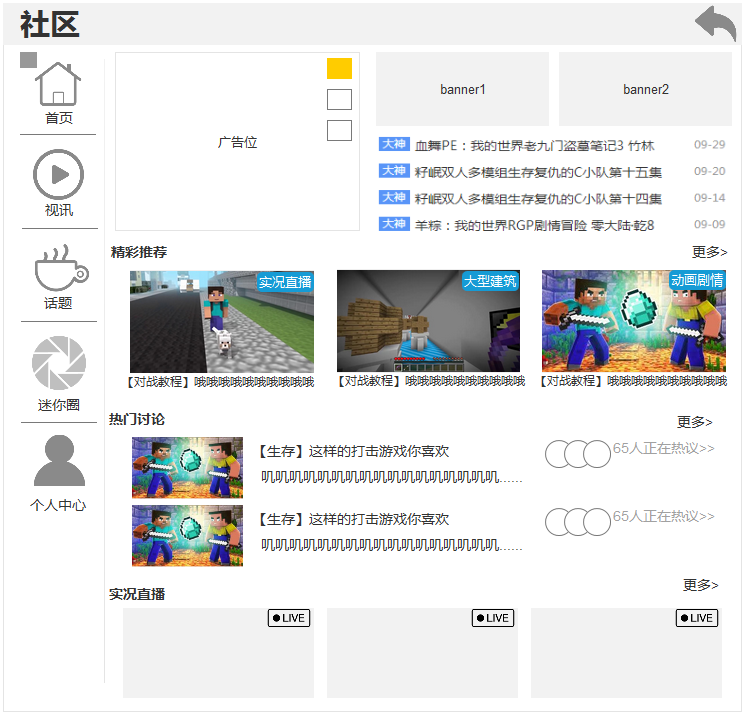 社区
首页
视讯
话题
迷你圈
个人中心
广告位
banner1
banner2
大神 血舞PE：我的世界老九门盗墓笔记3 竹林 09-29
大神 籽岷双人多模组生存复仇的C小队第十五集 09-20
大神 籽岷双人多模组生存复仇的C小队第十四集 09-14
大神 羊粽：我的世界RGP剧情冒险 零大陆·乾8 09-09
精彩推荐 更多>
实况直播
大型建筑
动画剧情
【对战教程】哦哦哦哦哦哦哦哦哦哦
【对战教程】哦哦哦哦哦哦哦哦哦哦
【对战教程】哦哦哦哦哦哦哦哦哦哦
热门讨论 更多>
【生存】这样的打击游戏你喜欢
叽叽叽叽叽叽叽叽叽叽叽叽叽叽叽叽叽……
65人正在热议>>
【生存】这样的打击游戏你喜欢
叽叽叽叽叽叽叽叽叽叽叽叽叽叽叽叽叽……
65人正在热议>>
实况直播 更多>
LIVE
LIVE
LIVE